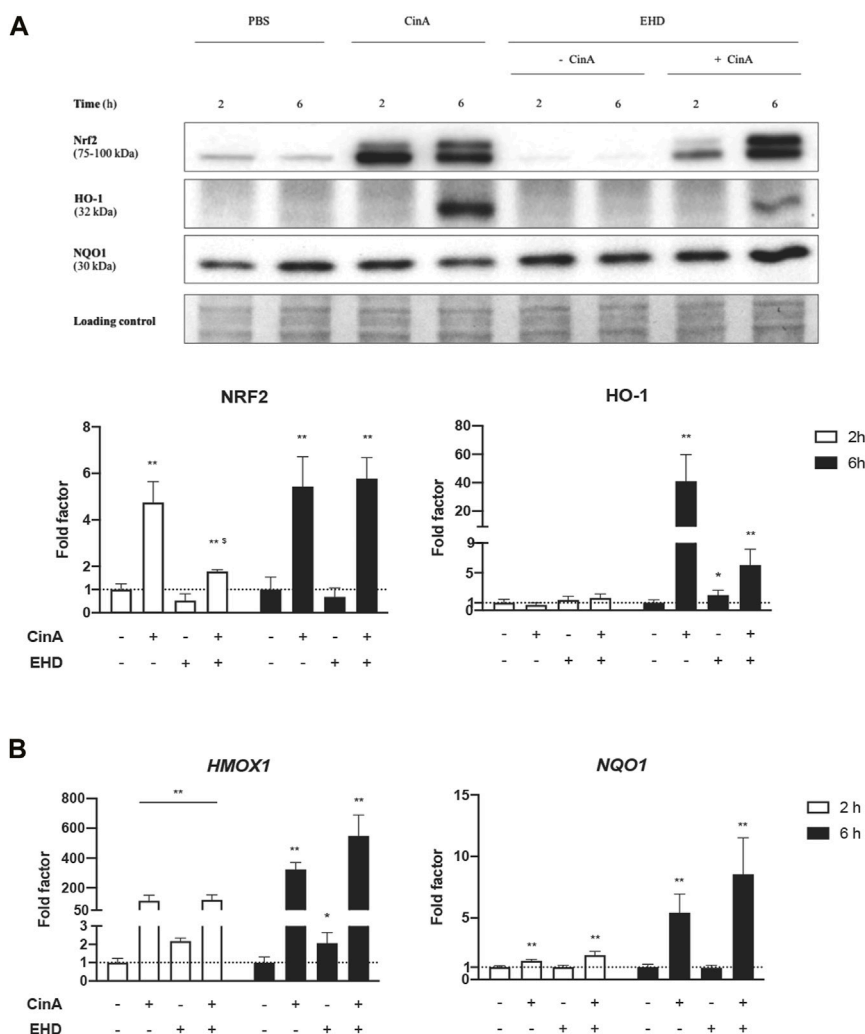 A
PBS CinA EHD
- CinA + CinA
Time (h) 2 6 2 6 2 6 2 6
Nrf2
(75-100 kDa)
HO-1
(32 kDa)
NQO1
(30 kDa)
Loading control
NRF2
Fold factor
8
6
4
2
1
0
** ** $ ** **
CinA - + - + - + - +
EHD - - + + - - + +
HO-1
Fold factor
80
60
40
20
5
1
0
** * **
- + - + - + - +
- - + + - - + +
2h
6h
B
HMOX1
Fold factor
800
600
400
200
50
3
2
1
0
** ** * **
CinA - + - + - + - +
EHD - - + + - - + +
NQO1
Fold factor
15
10
5
1
0
** ** ** **
- + - + - + - +
- - + + - - + +
2 h
6 h